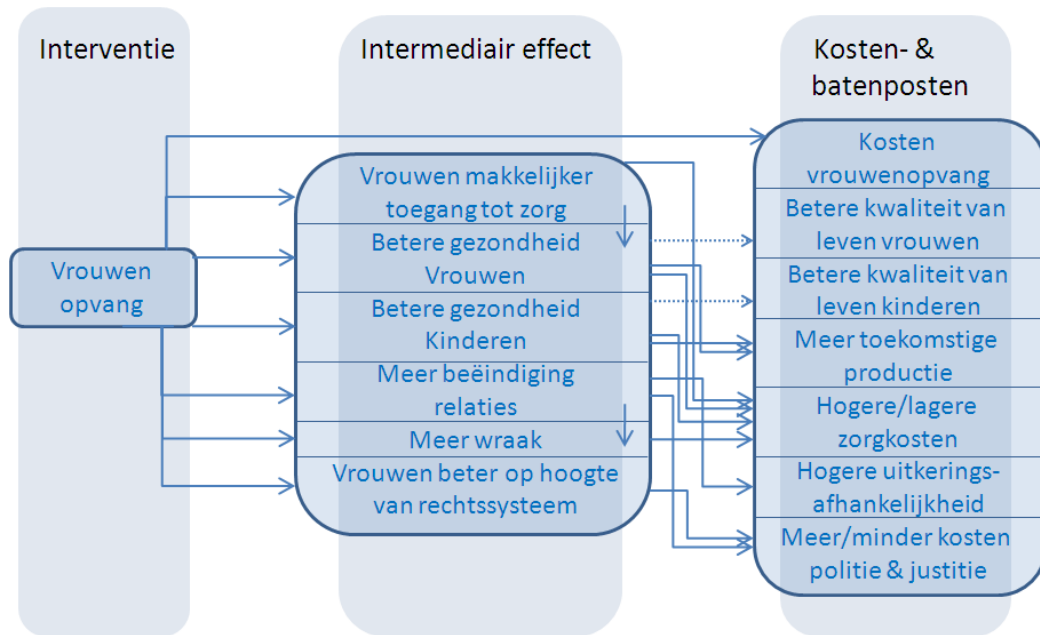 Interventie
Vrouwen
opvang
Intermediair effect
Vrouwen makkelijker
toegang tot zorg
Betere gezondheid
Vrouwen
Betere gezondheid
Kinderen
Meer beëindiging
relaties
Meer wraak
Vrouwen beter op hoogte
van rechtssysteem
Kosten- &
batenposten
Kosten
vrouwenopvang
Betere kwaliteit van
leven vrouwen
Betere kwaliteit van
leven kinderen
Meer toekomstige
productie
Hogere/lagere
zorgkosten
Hogere uitkerings-
afhankelijkheid
Meer/minder kosten
politie & justitie